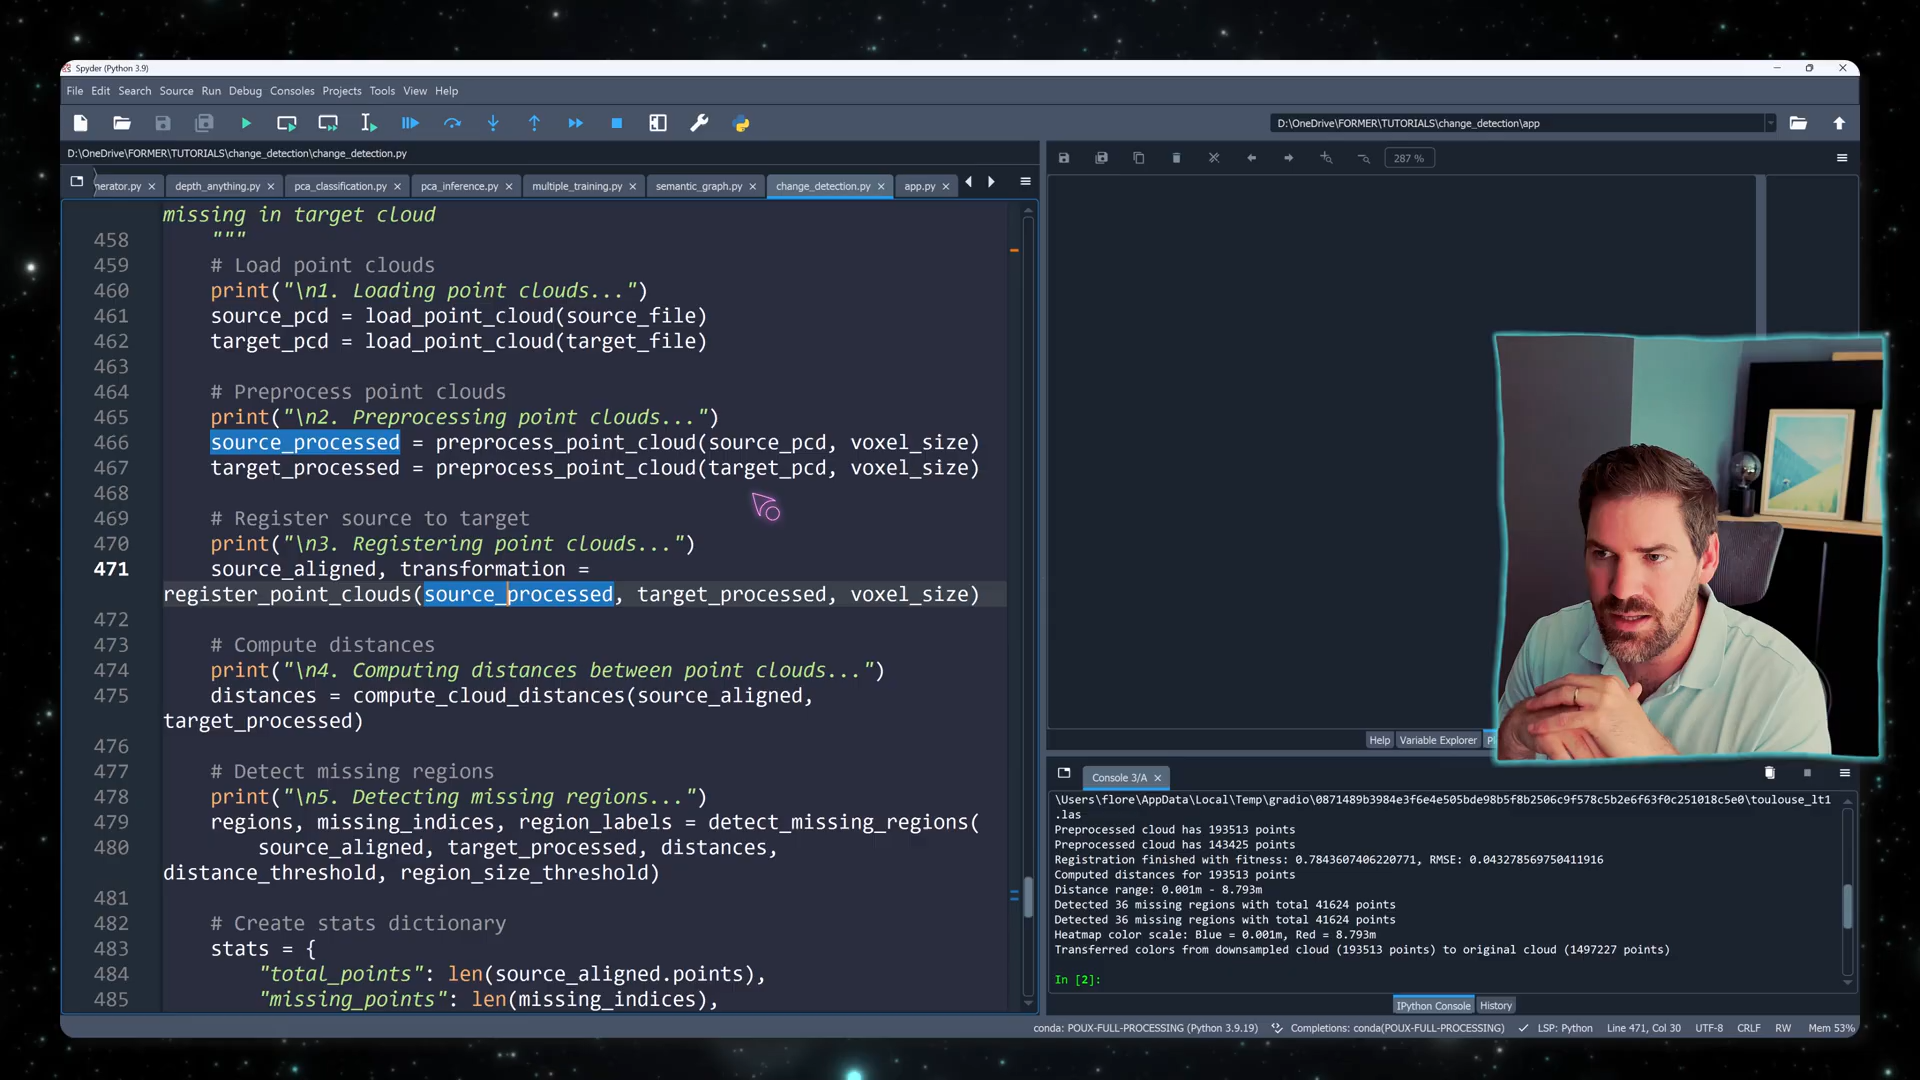 Spyder (Python 3.9)
File Edit Search Source Run Debug Consoles Projects Tools View Help
D:\OneDrive\FORMER\TUTORIALS\change_detection\app
D:\OneDrive\FORMER\TUTORIALS\change_detection\change_detection.py
287 %
nerator.py depth_anything.py pca_classification.py pca_inference.py multiple_training.py semantic_graph.py change_detection.py app.py
missing in target cloud
458 """
459 # Load point clouds
460 print("\n1. Loading point clouds...")
461 source_pcd = load_point_cloud(source_file)
462 target_pcd = load_point_cloud(target_file)
463
464 # Preprocess point clouds
465 print("\n2. Preprocessing point clouds...")
466 source_processed = preprocess_point_cloud(source_pcd, voxel_size)
467 target_processed = preprocess_point_cloud(target_pcd, voxel_size)
468
469 # Register source to target
470 print("\n3. Registering point clouds...")
471 source_aligned, transformation =
register_point_clouds(source_processed, target_processed, voxel_size)
472
473 # Compute distances
474 print("\n4. Computing distances between point clouds...")
475 distances = compute_cloud_distances(source_aligned,
target_processed)
476
477 # Detect missing regions
478 print("\n5. Detecting missing regions...")
479 regions, missing_indices, region_labels = detect_missing_regions(
480 source_aligned, target_processed, distances,
distance_threshold, region_size_threshold)
481
482 # Create stats dictionary
483 stats = {
484 "total_points": len(source_aligned.points),
485 "missing_points": len(missing_indices),
Help Variable Explorer
Console 3/A
\Users\flore\AppData\Local\Temp\gradio\0871489b3984e3f6e4e505bde98b5f8b2506c9f578c5b2e6f63f0c251018c5e0\toulouse_lt1
.las
Preprocessed cloud has 193513 points
Preprocessed cloud has 143425 points
Registration finished with fitness: 0.7843607406220771, RMSE: 0.043278569750411916
Computed distances for 193513 points
Distance range: 0.001m - 8.793m
Detected 36 missing regions with total 41624 points
Detected 36 missing regions with total 41624 points
Heatmap color scale: Blue = 0.001m, Red = 8.793m
Transferred colors from downsampled cloud (193513 points) to original cloud (1497227 points)
In [2]:
IPython Console History
conda: POUX-FULL-PROCESSING (Python 3.9.19) Completions: conda(POUX-FULL-PROCESSING) LSP: Python Line 471, Col 30 UTF-8 CRLF RW Mem 53%